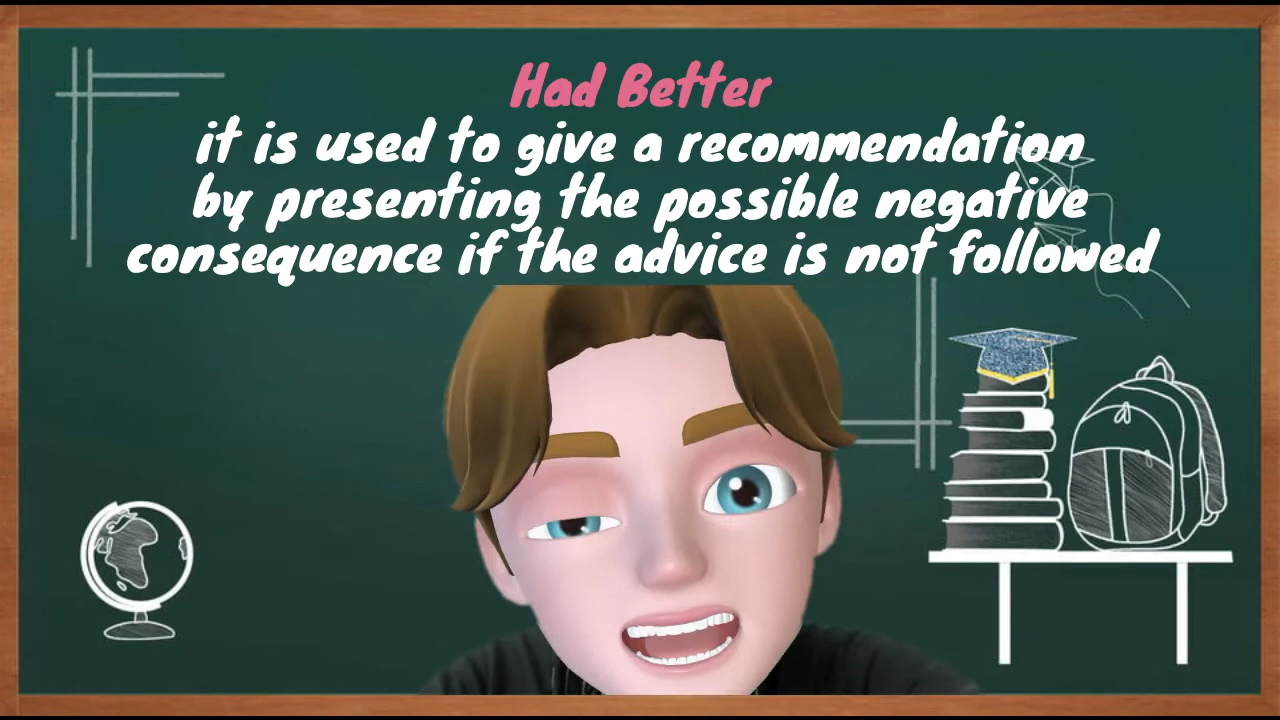 Had Better
it is used to give a recommendation
by presenting the possible negative
consequence if the advice is not followed